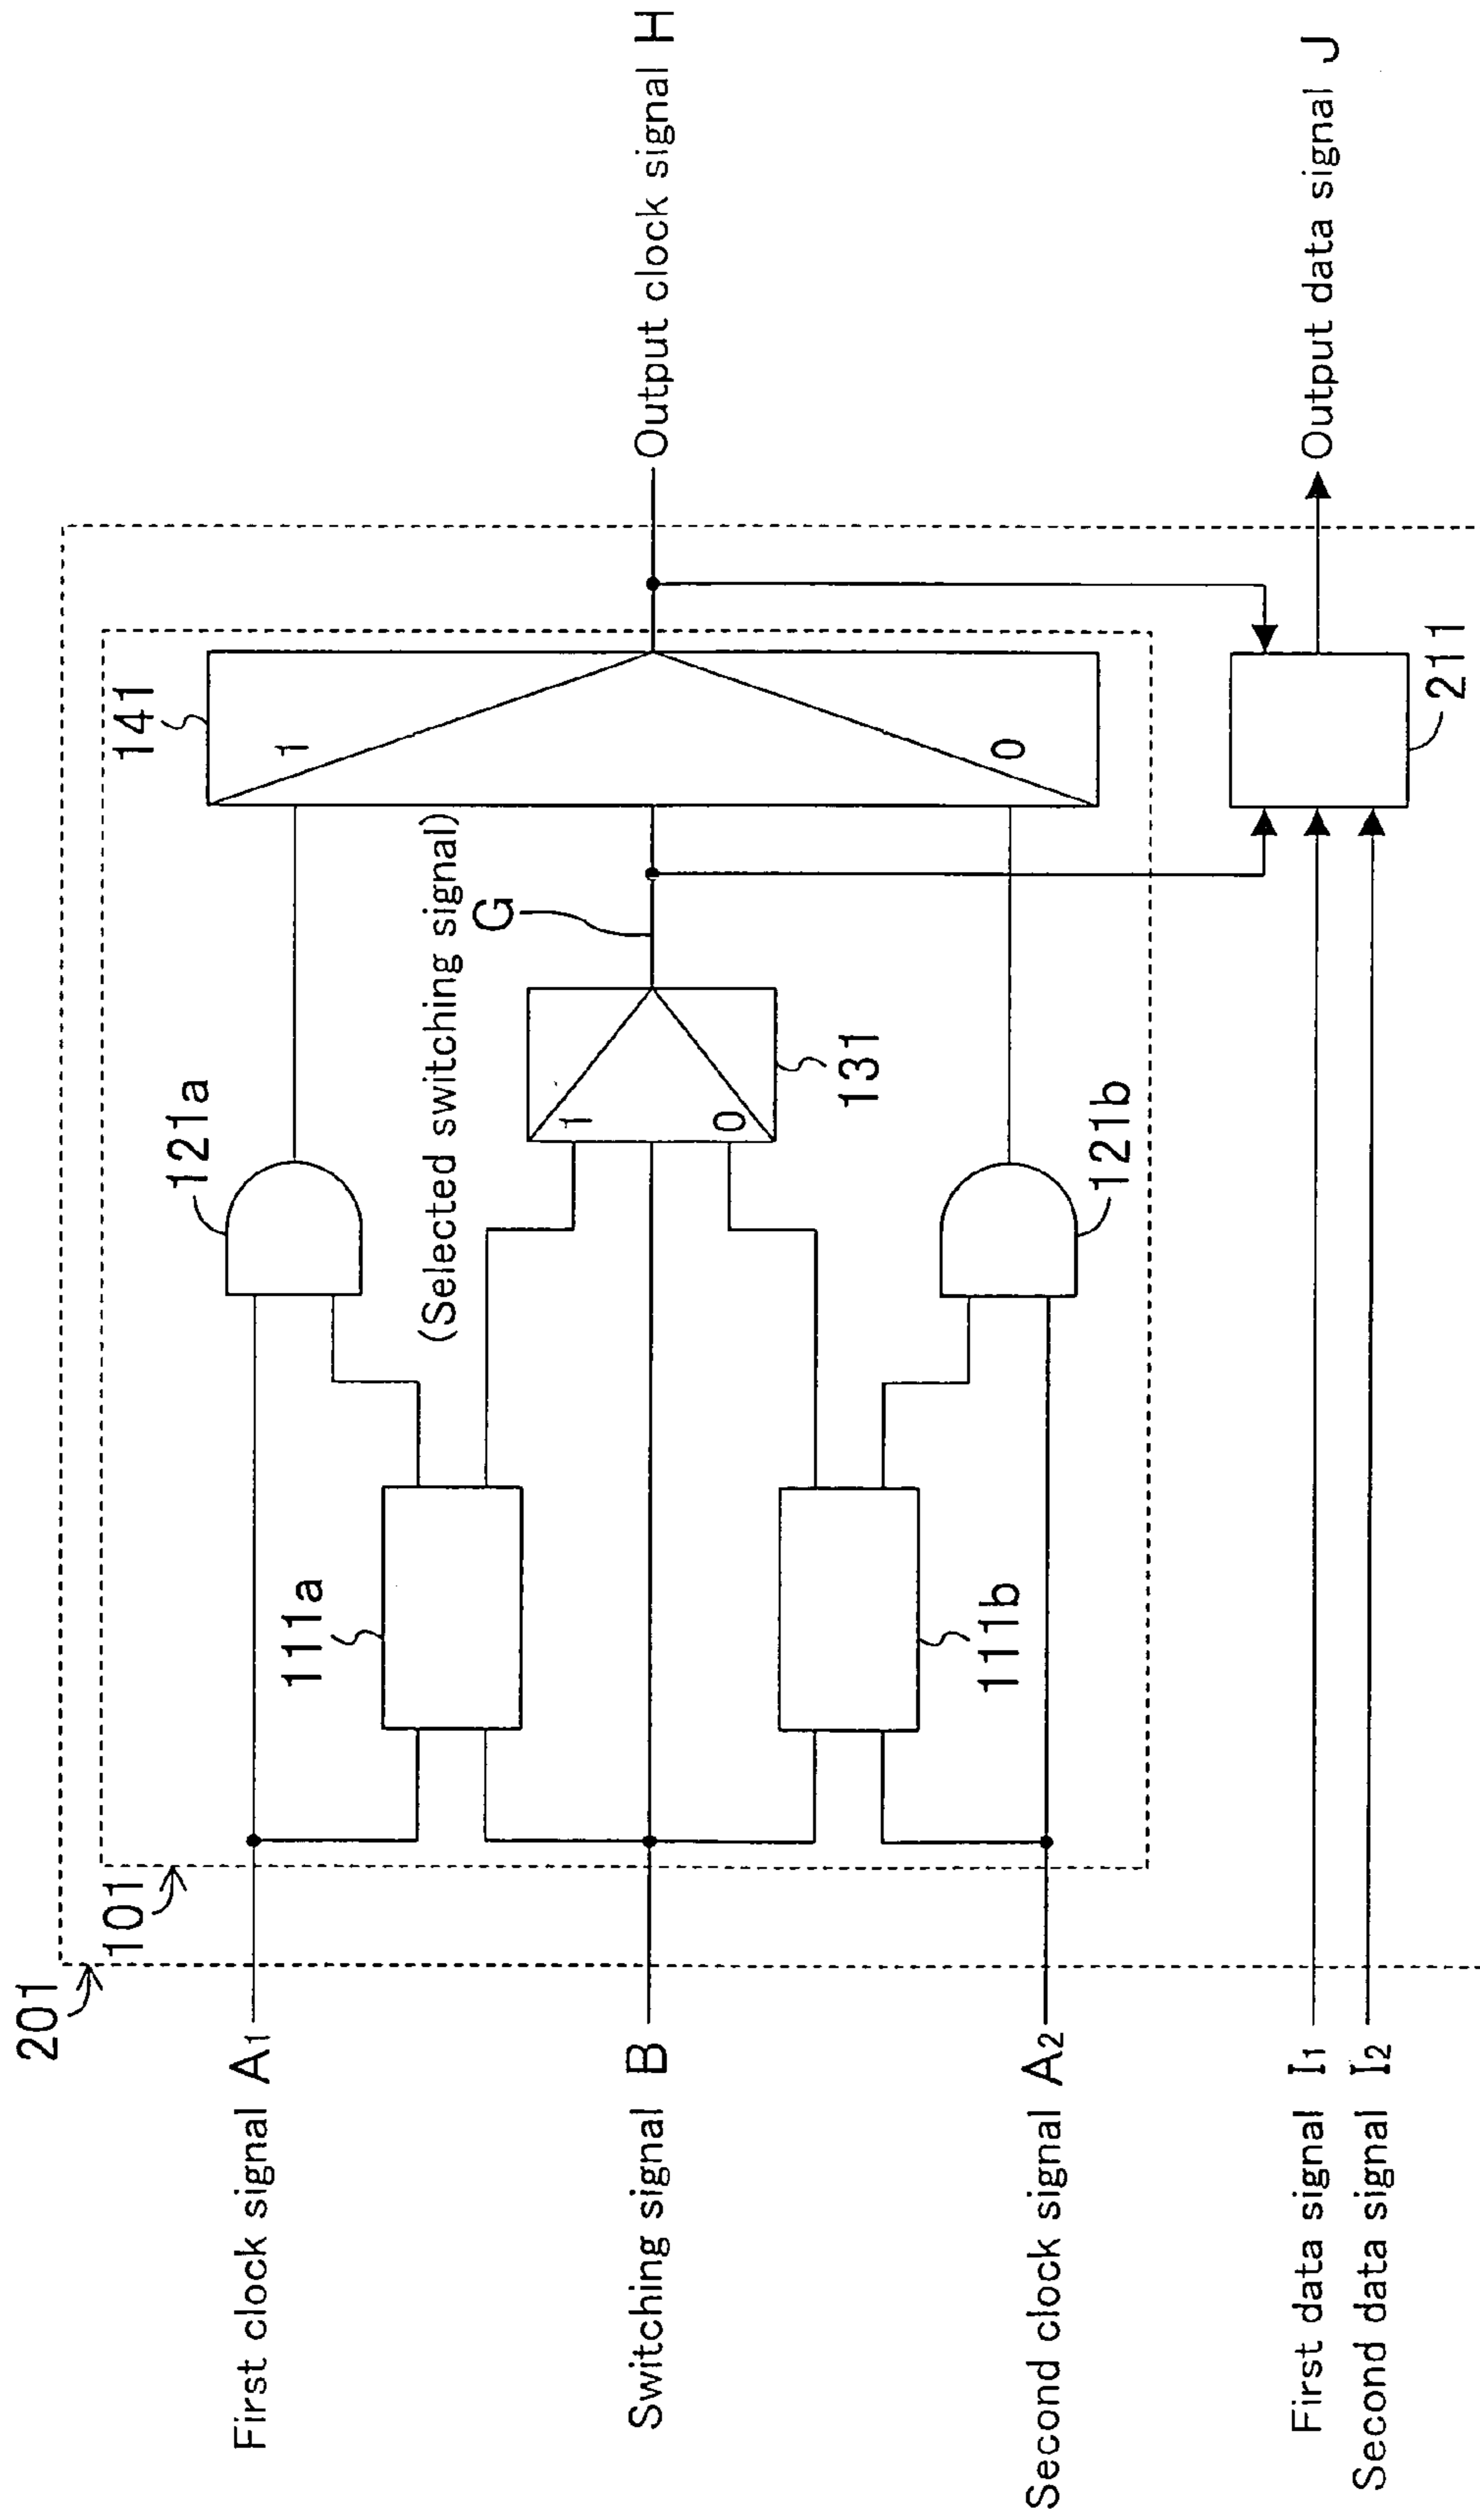 201
101
First clock signal A1
111a
121a
141
1
(Selected switching signal)
G
Switching signal B
1
0
131
Output clock signal H
111b
121b
0
Second clock signal A2
First data signal I1
Second data signal I2
211
Output data signal J